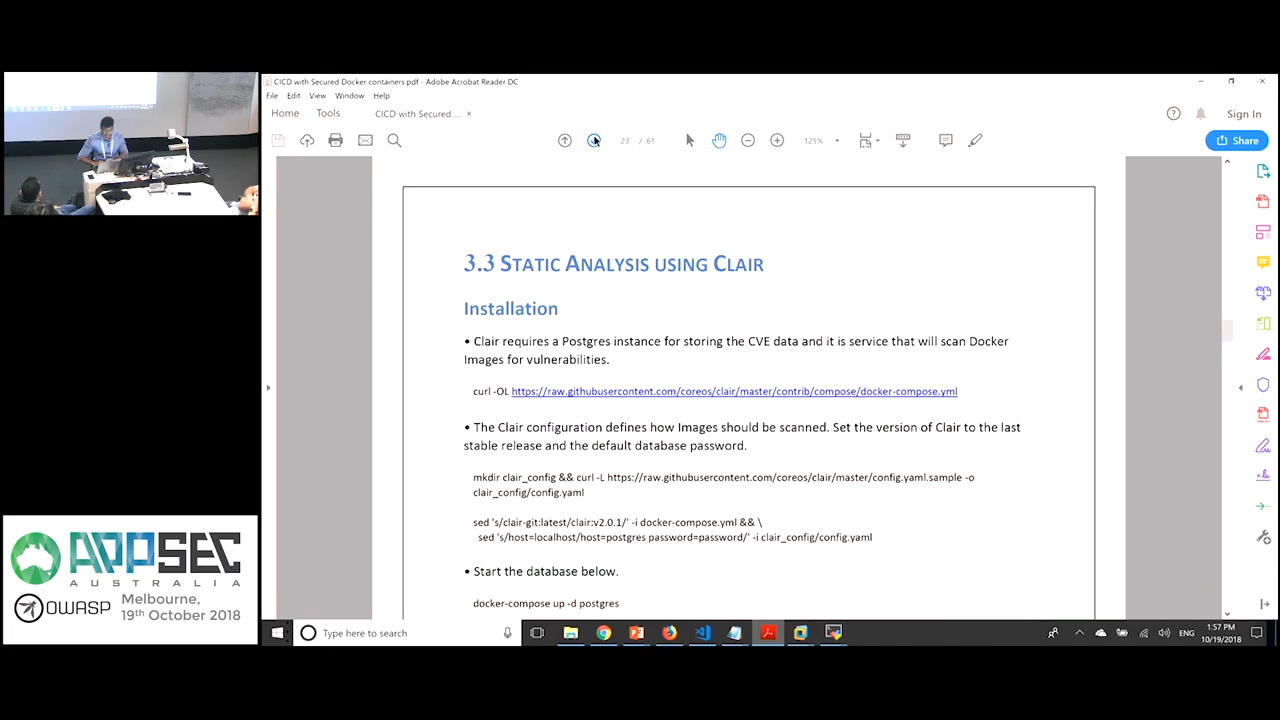 CICD with Secured Docker containers.pdf - Adobe Acrobat Reader DC
File Edit View Window Help
Home Tools CICD with Secured ... × Sign In
23 / 61 125% Share
3.3 STATIC ANALYSIS USING CLAIR
Installation
• Clair requires a Postgres instance for storing the CVE data and it is service that will scan Docker
Images for vulnerabilities.
curl -OL https://raw.githubusercontent.com/coreos/clair/master/contrib/compose/docker-compose.yml
• The Clair configuration defines how Images should be scanned. Set the version of Clair to the last
stable release and the default database password.
mkdir clair_config && curl -L https://raw.githubusercontent.com/coreos/clair/master/config.yaml.sample -o
clair_config/config.yaml
sed 's/clair-git:latest/clair:v2.0.1/' -i docker-compose.yml && \
sed 's/host=localhost/host=postgres password=password/' -i clair_config/config.yaml
• Start the database below.
docker-compose up -d postgres
APPSEC
AUSTRALIA
OWASP
Melbourne,
19th October 2018
Type here to search
ENG
1:57 PM
10/19/2018